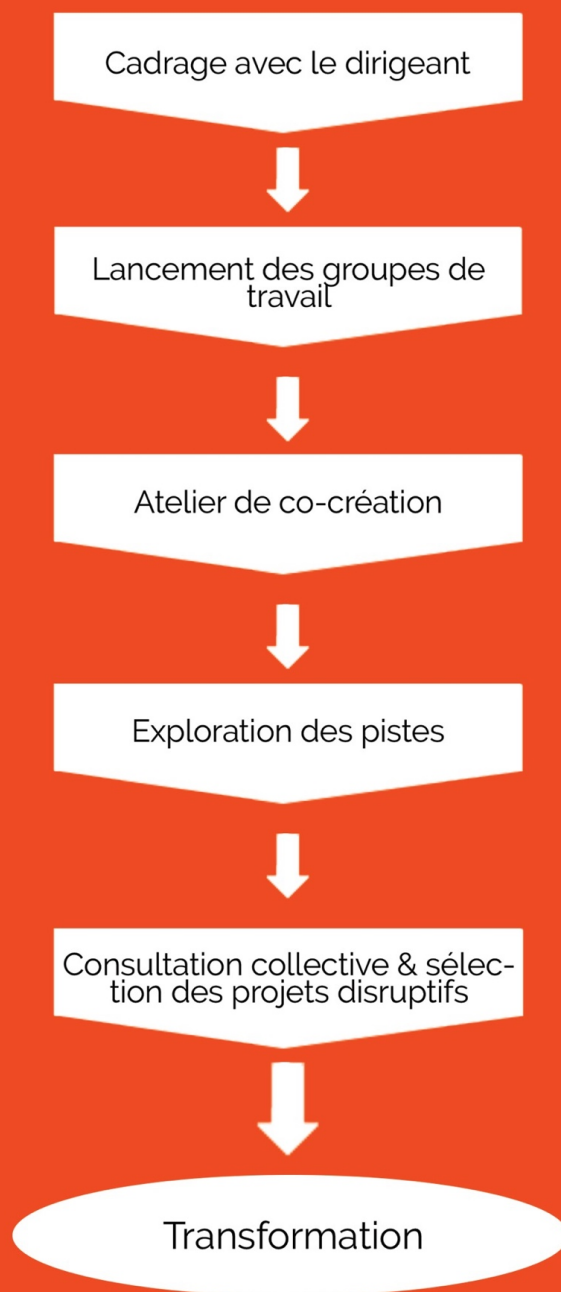 Cadrage avec le dirigeant
Lancement des groupes de
travail
Atelier de co-création
Exploration des pistes
Consultation collective & sélec-
tion des projets disruptifs
Transformation